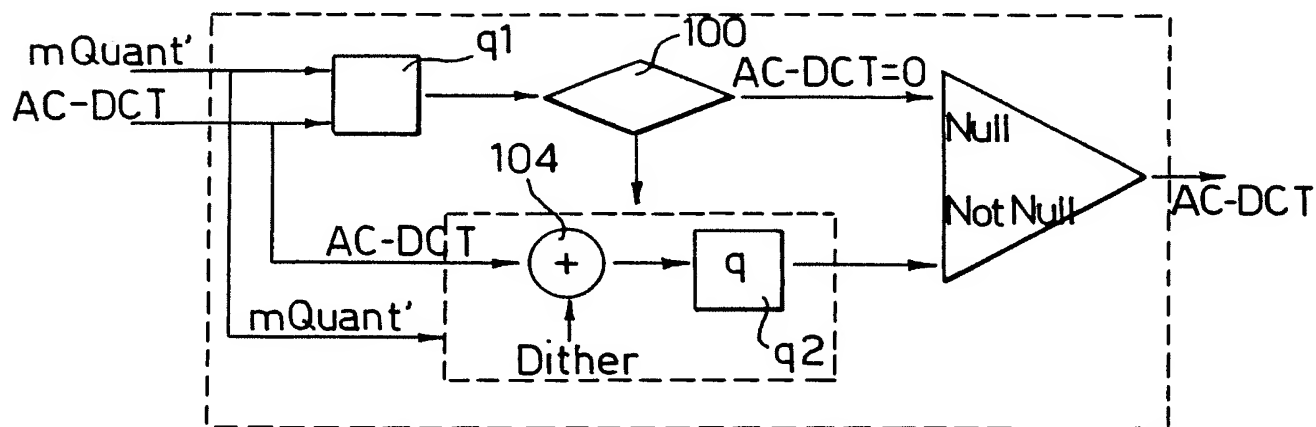 mQuant'
q1
100
AC-DCT=0
AC-DCT
Null
104
Not Null
AC-DCT
AC-DCT
+
q
mQuant'
q2
Dither